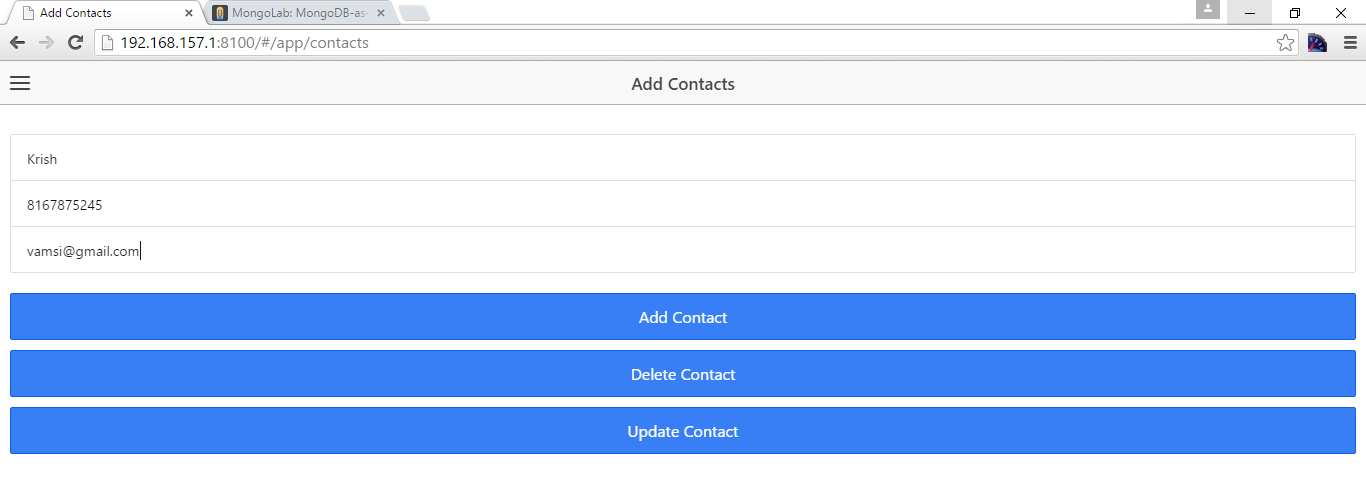 Add Contacts
MongoLab: MongoDB-as-
192.168.157.1:8100/#/app/contacts
Add Contacts
Krish
8167875245
vamsi@gmail.com
Add Contact
Delete Contact
Update Contact